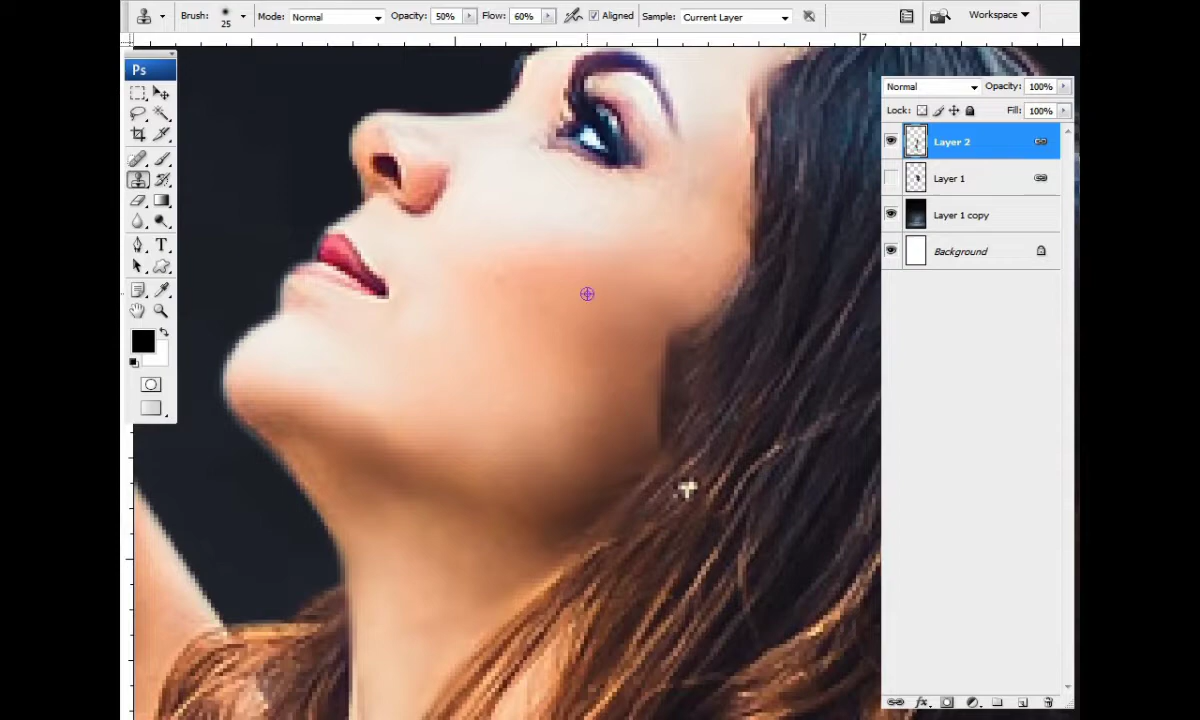 Brush: 25 Mode: Normal Opacity: 50% Flow: 60% Aligned Sample: Current Layer Workspace
7
Ps
Normal Opacity: 100%
Lock: Fill: 100%
Layer 2
Layer 1
Layer 1 copy
Background
T
fx